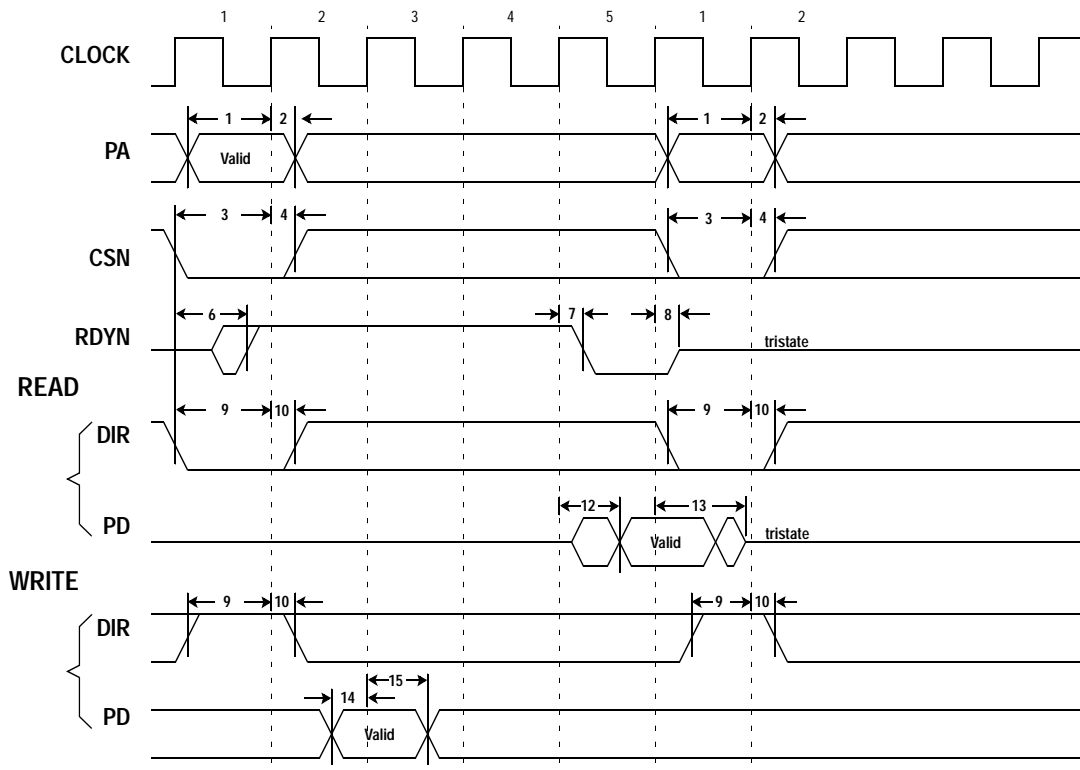 1 2 3 4 5 1 2
CLOCK
1 2 1 2
PA Valid
3 4 3 4
CSN
6 7 8
RDYN tristate
READ
9 10 9 10
DIR
12 13
PD Valid tristate
WRITE
9 10 9 10
DIR
14 15
PD Valid